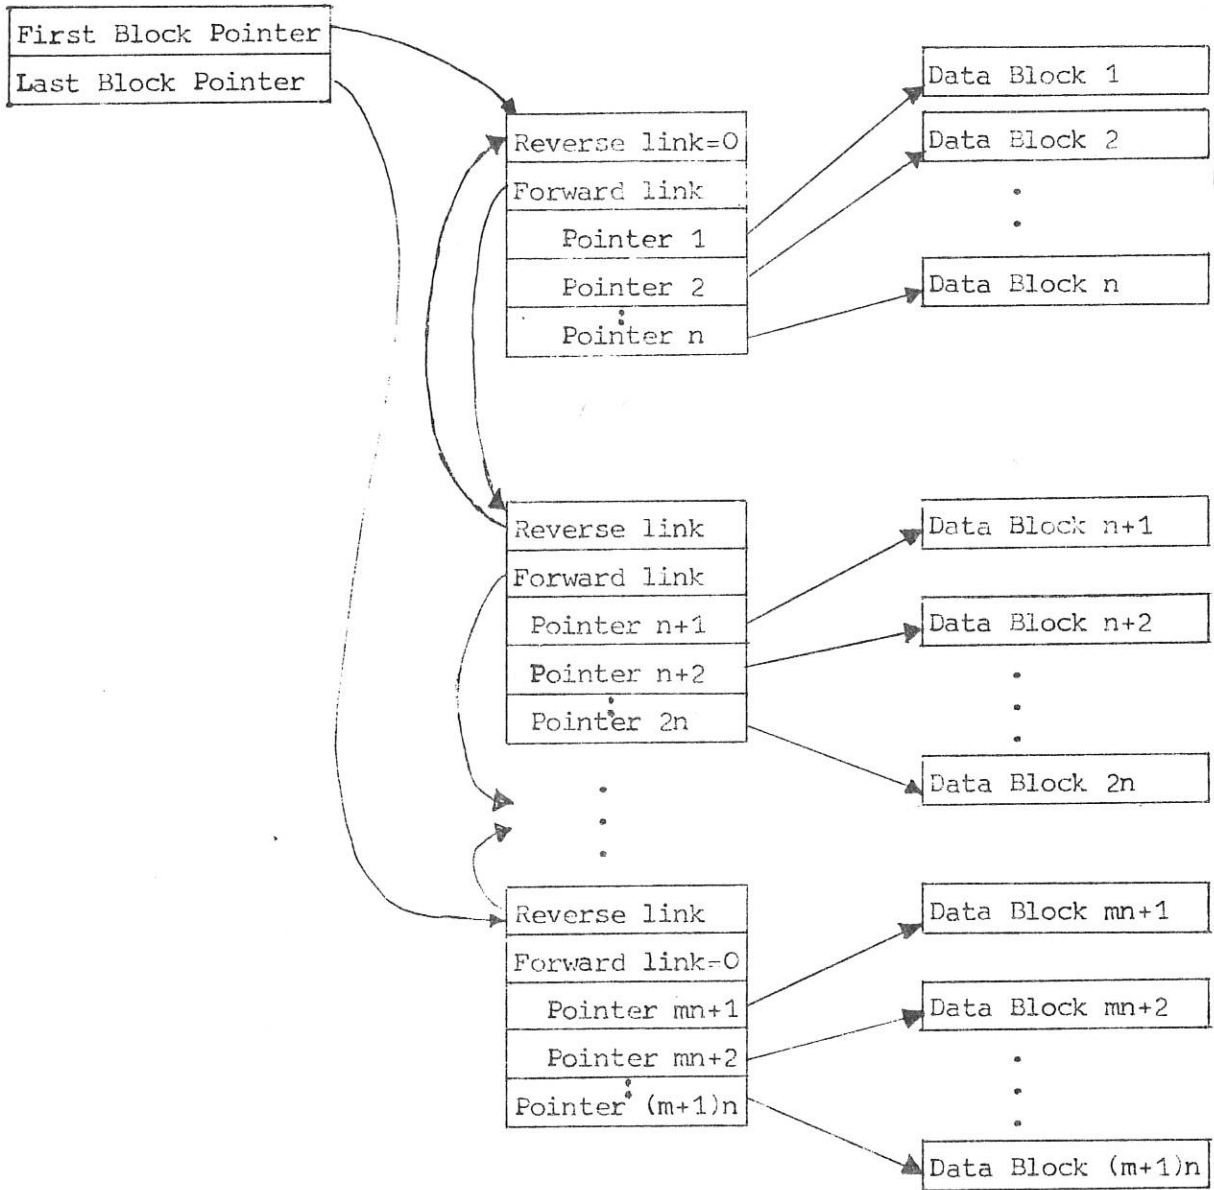 First Block Pointer
Last Block Pointer
Reverse link=0
Forward link
Pointer 1
Pointer 2
Pointer n
Data Block 1
Data Block 2
Data Block n
Reverse link
Forward link
Pointer n+1
Pointer n+2
Pointer 2n
Data Block n+1
Data Block n+2
Data Block 2n
Reverse link
Forward link=0
Pointer mn+1
Pointer mn+2
Pointer (m+1)n
Data Block mn+1
Data Block mn+2
Data Block (m+1)n